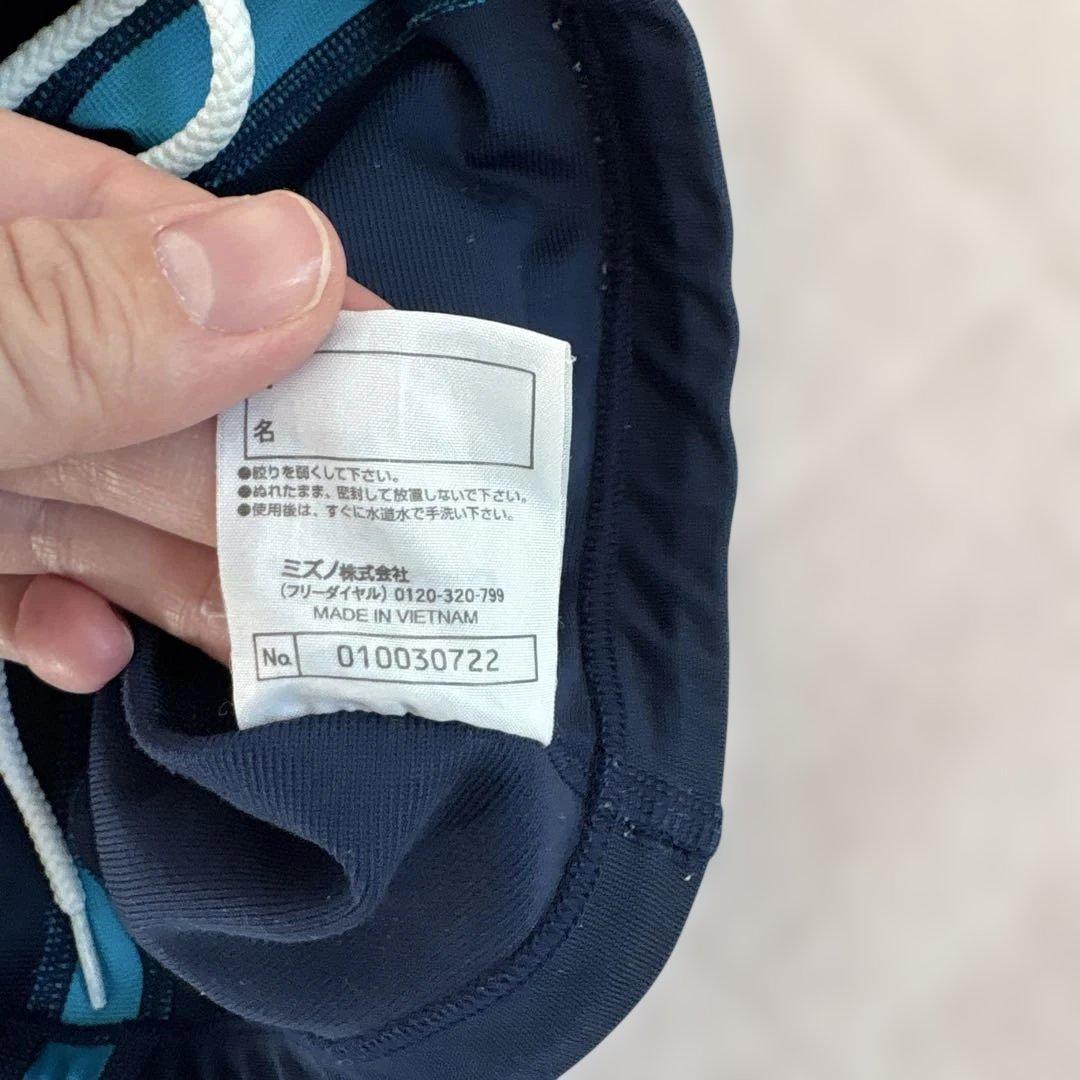 名
●絞りを弱くして下さい。
●ぬれたまま、密封して放置しないで下さい。
●使用後は、すぐに水道水で手洗い下さい。
ミズノ株式会社
(フリーダイヤル) 0120-320-799
MADE IN VIETNAM
No. 010030722